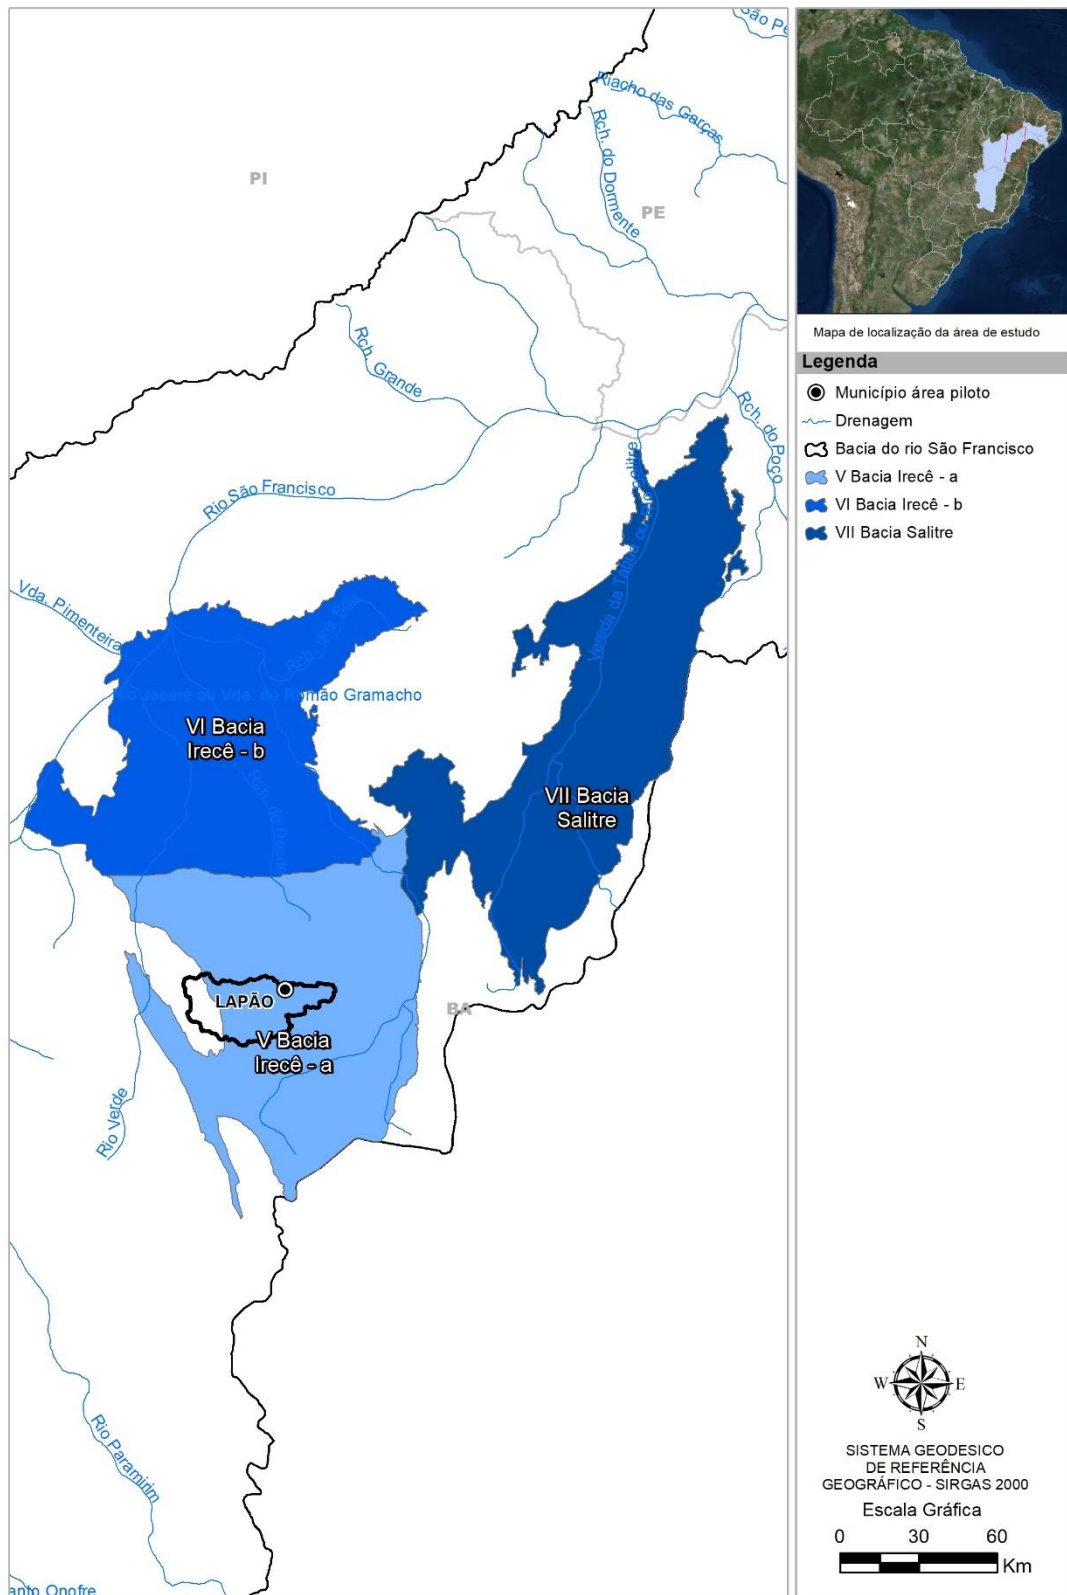 São Pe
Riacho das Garças
Rch. do Dormente
PI
PE
Rch. Grande
Rch. do Poço
Rio São Francisco
Vereda da Tábua ou
Salitre
Vda. Pimenteira
Rch. dos Bois
Rio Jacaré ou Vda. do Romão Gramacho
VI Bacia
Irecê - b
Rch. do Recife
VII Bacia
Salitre
LAPÃO
BA
V Bacia
Irecê - a
Rio Verde
Rio Paramirim
anto Onofre
Mapa de localização da área de estudo
Legenda
Município área piloto
Drenagem
Bacia do rio São Francisco
V Bacia Irecê - a
VI Bacia Irecê - b
VII Bacia Salitre
N
W
E
S
SISTEMA GEODESICO
DE REFERÊNCIA
GEOGRÁFICO - SIRGAS 2000
Escala Gráfica
0 30 60
Km